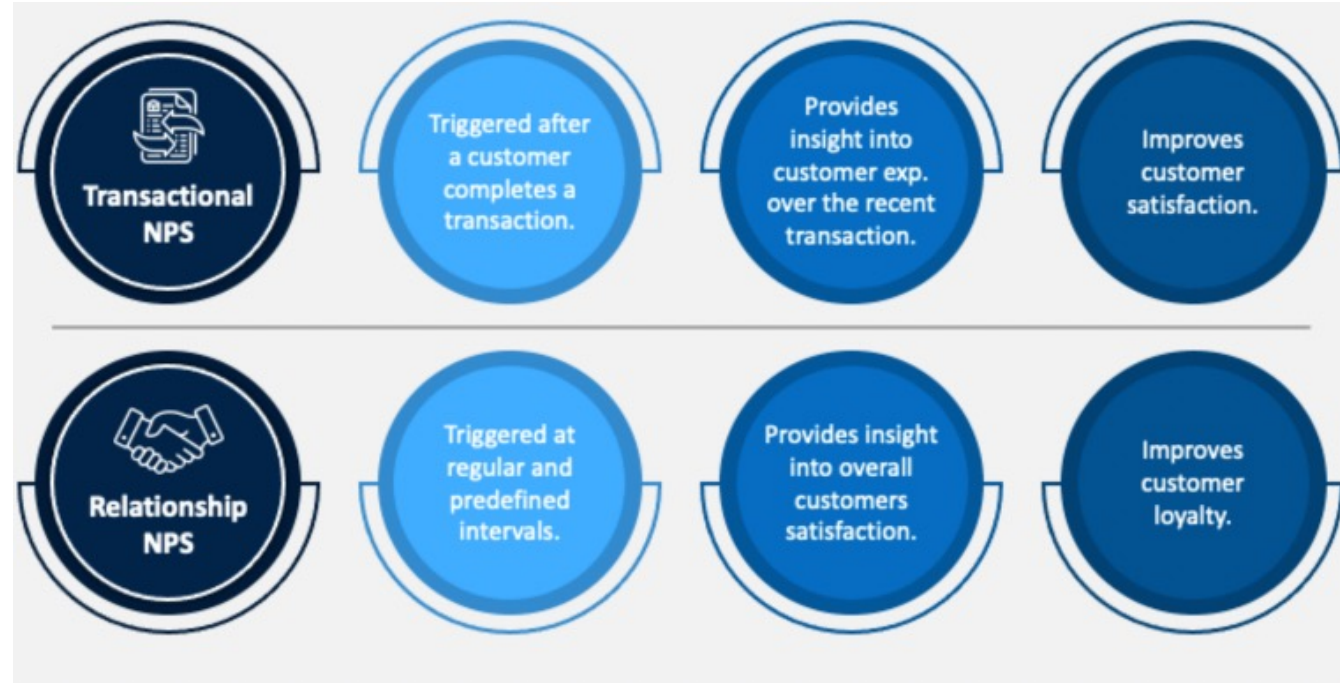 Transactional
NPS
Triggered after
a customer
completes a
transaction.
Provides
insight into
customer exp.
over the recent
transaction.
Improves
customer
satisfaction.
Relationship
NPS
Triggered at
regular and
predefined
intervals.
Provides insight
into overall
customers
satisfaction.
Improves
customer
loyalty.